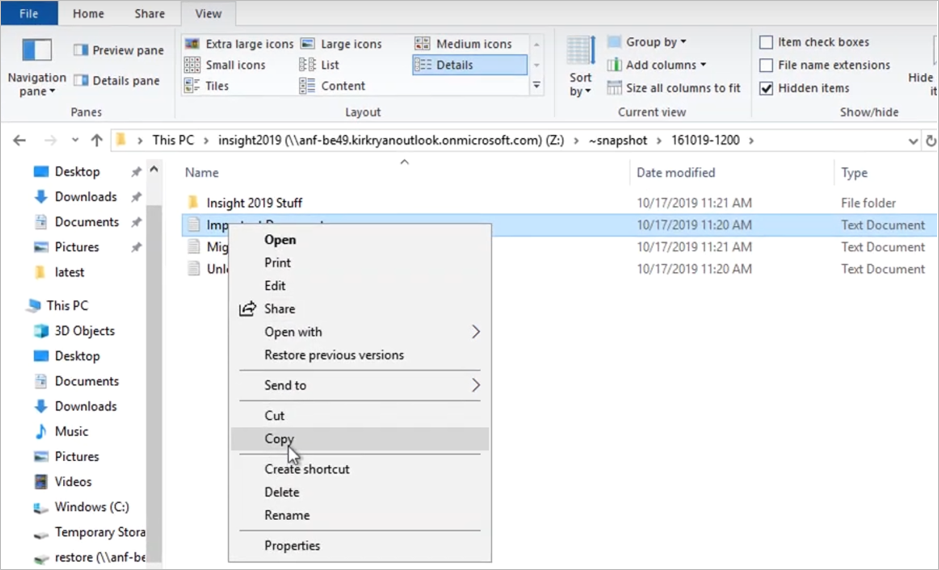 File Home Share View
Preview pane
Details pane
Navigation pane
Panes
Extra large icons Large icons Medium icons
Small icons List Details
Tiles Content
Layout
Sort by
Group by
Add columns
Size all columns to fit
Current view
Item check boxes
File name extensions
Hidden items
Hide
Show/hide
This PC insight2019 (\\anf-be49.kirkryanoutlook.onmicrosoft.com) (Z:) ~snapshot 161019-1200
Desktop
Downloads
Documents
Pictures
latest
This PC
3D Objects
Desktop
Documents
Downloads
Music
Pictures
Videos
Windows (C:)
Temporary Stora
restore (\\anf-be
Name Date modified Type
Insight 2019 Stuff 10/17/2019 11:21 AM File folder
10/17/2019 11:20 AM Text Document
Mig 10/17/2019 11:21 AM Text Document
Unl 10/17/2019 11:20 AM Text Document
Open
Print
Edit
Share
Open with
Restore previous versions
Send to
Cut
Copy
Create shortcut
Delete
Rename
Properties